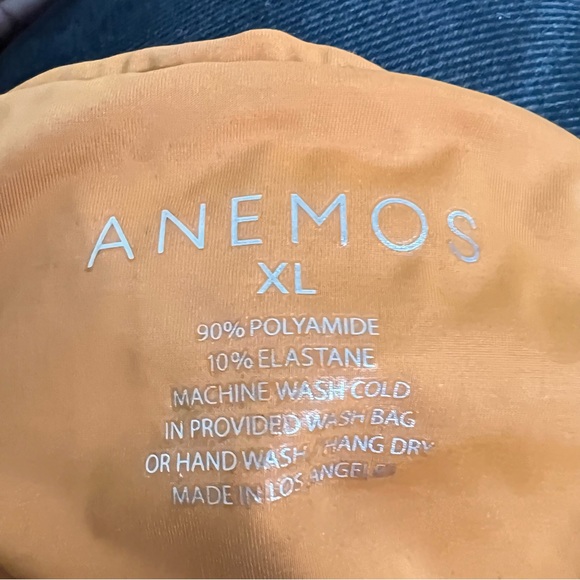 ANEMOS
XL
90% POLYAMIDE
10% ELASTANE
MACHINE WASH COLD
IN PROVIDED WASH BAG
OR HAND WASH / HANG DRY
MADE IN LOS ANGELES